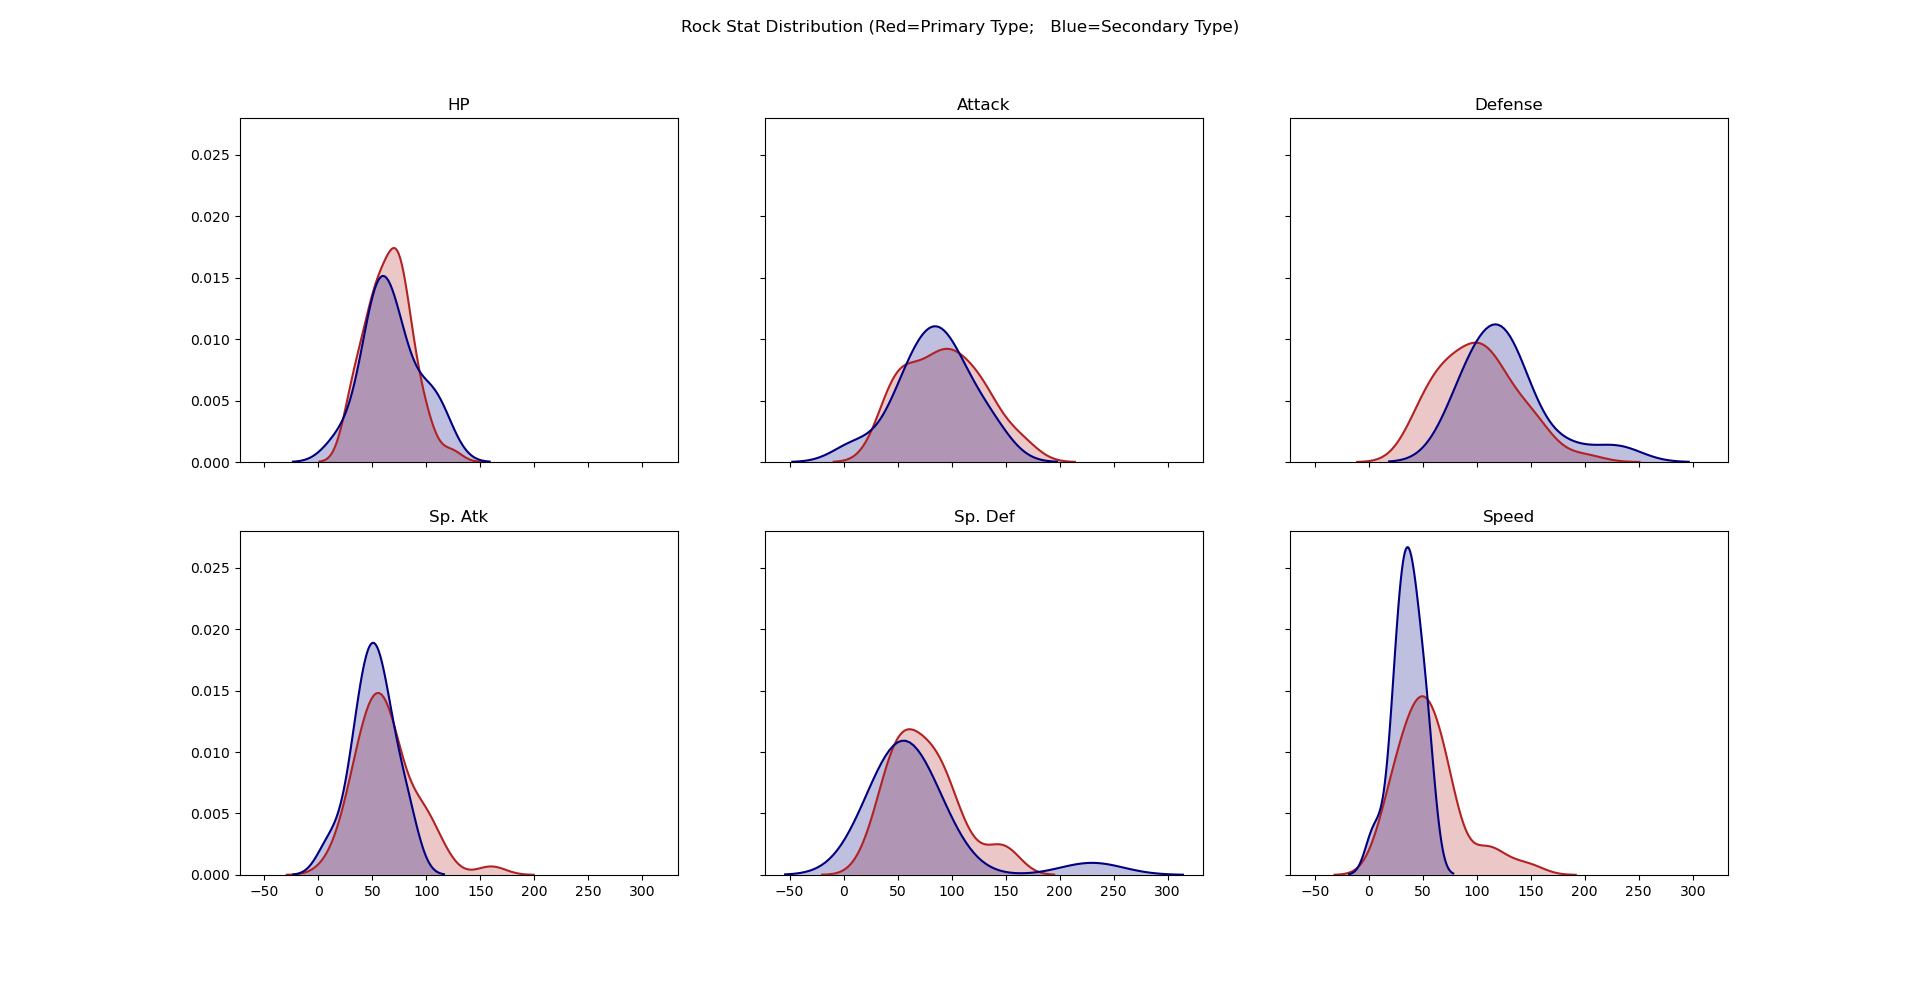 Rock Stat Distribution (Red=Primary Type;   Blue=Secondary Type)
HP
Attack
Defense
0.025
0.020
0.015
0.010
0.005
0.000
Sp. Atk
Sp. Def
Speed
0.025
0.020
0.015
0.010
0.005
0.000
−50 0 50 100 150 200 250 300
−50 0 50 100 150 200 250 300
−50 0 50 100 150 200 250 300